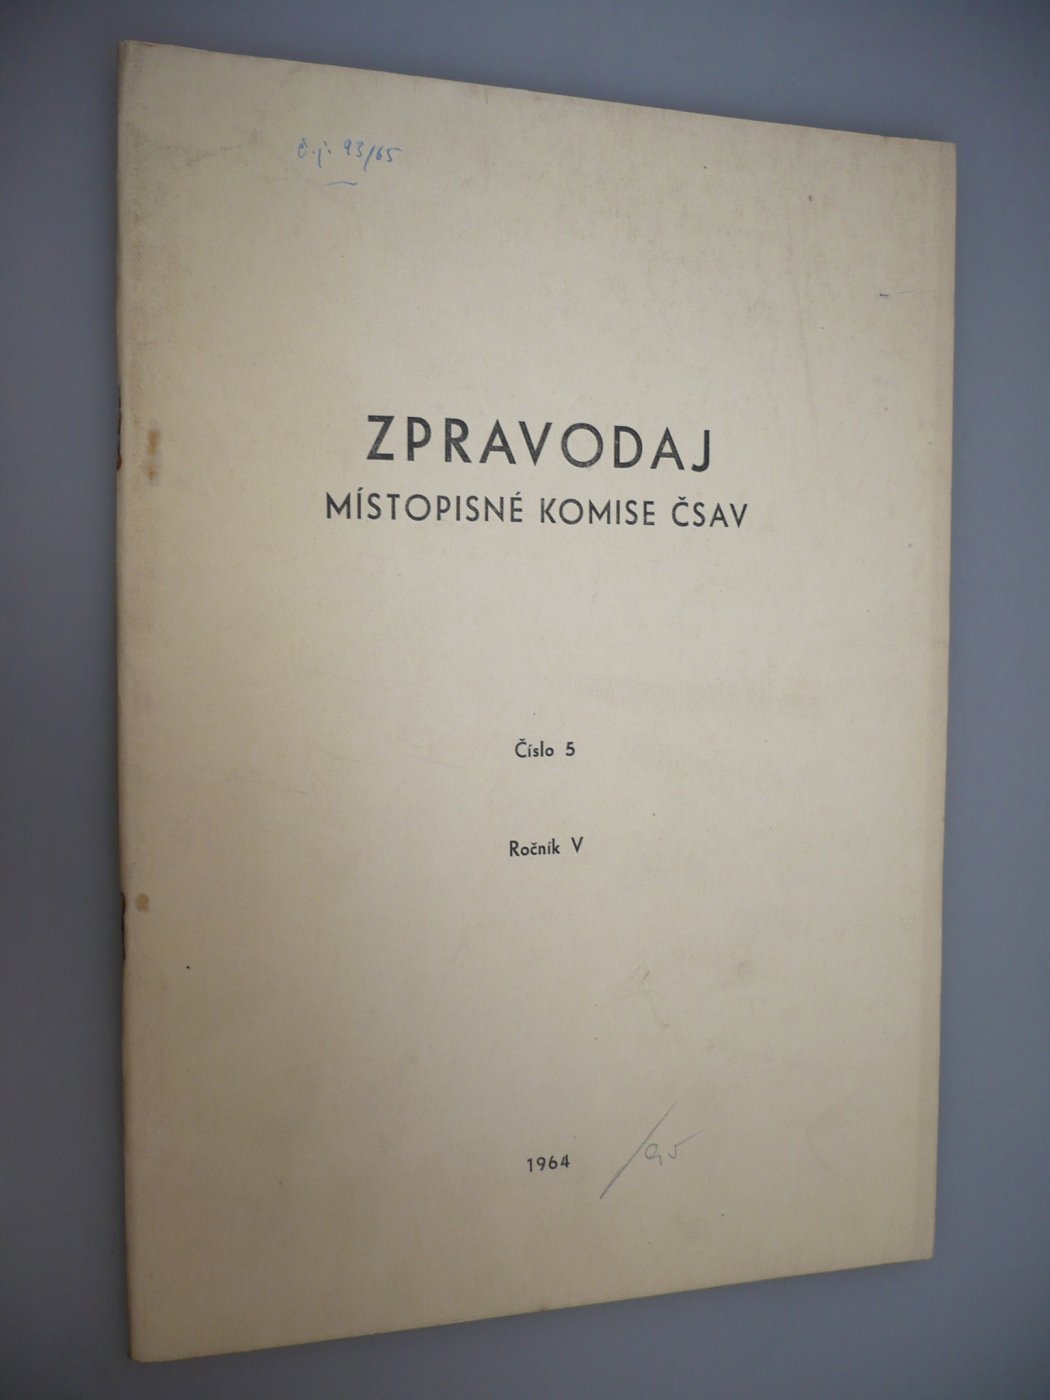 č.j. 93/65
ZPRAVODAJ
MÍSTOPISNÉ KOMISE ČSAV
Číslo 5
Ročník V
1964